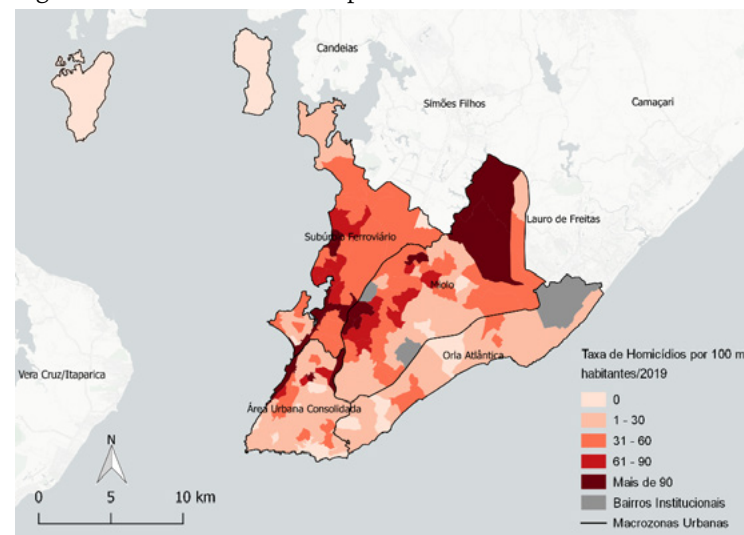 Candeias
Simões Filhos
Camaçari
Lauro de Freitas
Subúrbio Ferroviário
Miolo
Orla Atlântica
Vera Cruz/Itaparica
Área Urbana Consolidada
N
0 5 10 km
Taxa de Homicídios por 100 m
habitantes/2019
0
1 - 30
31 - 60
61 - 90
Mais de 90
Bairros Institucionais
Macrozonas Urbanas